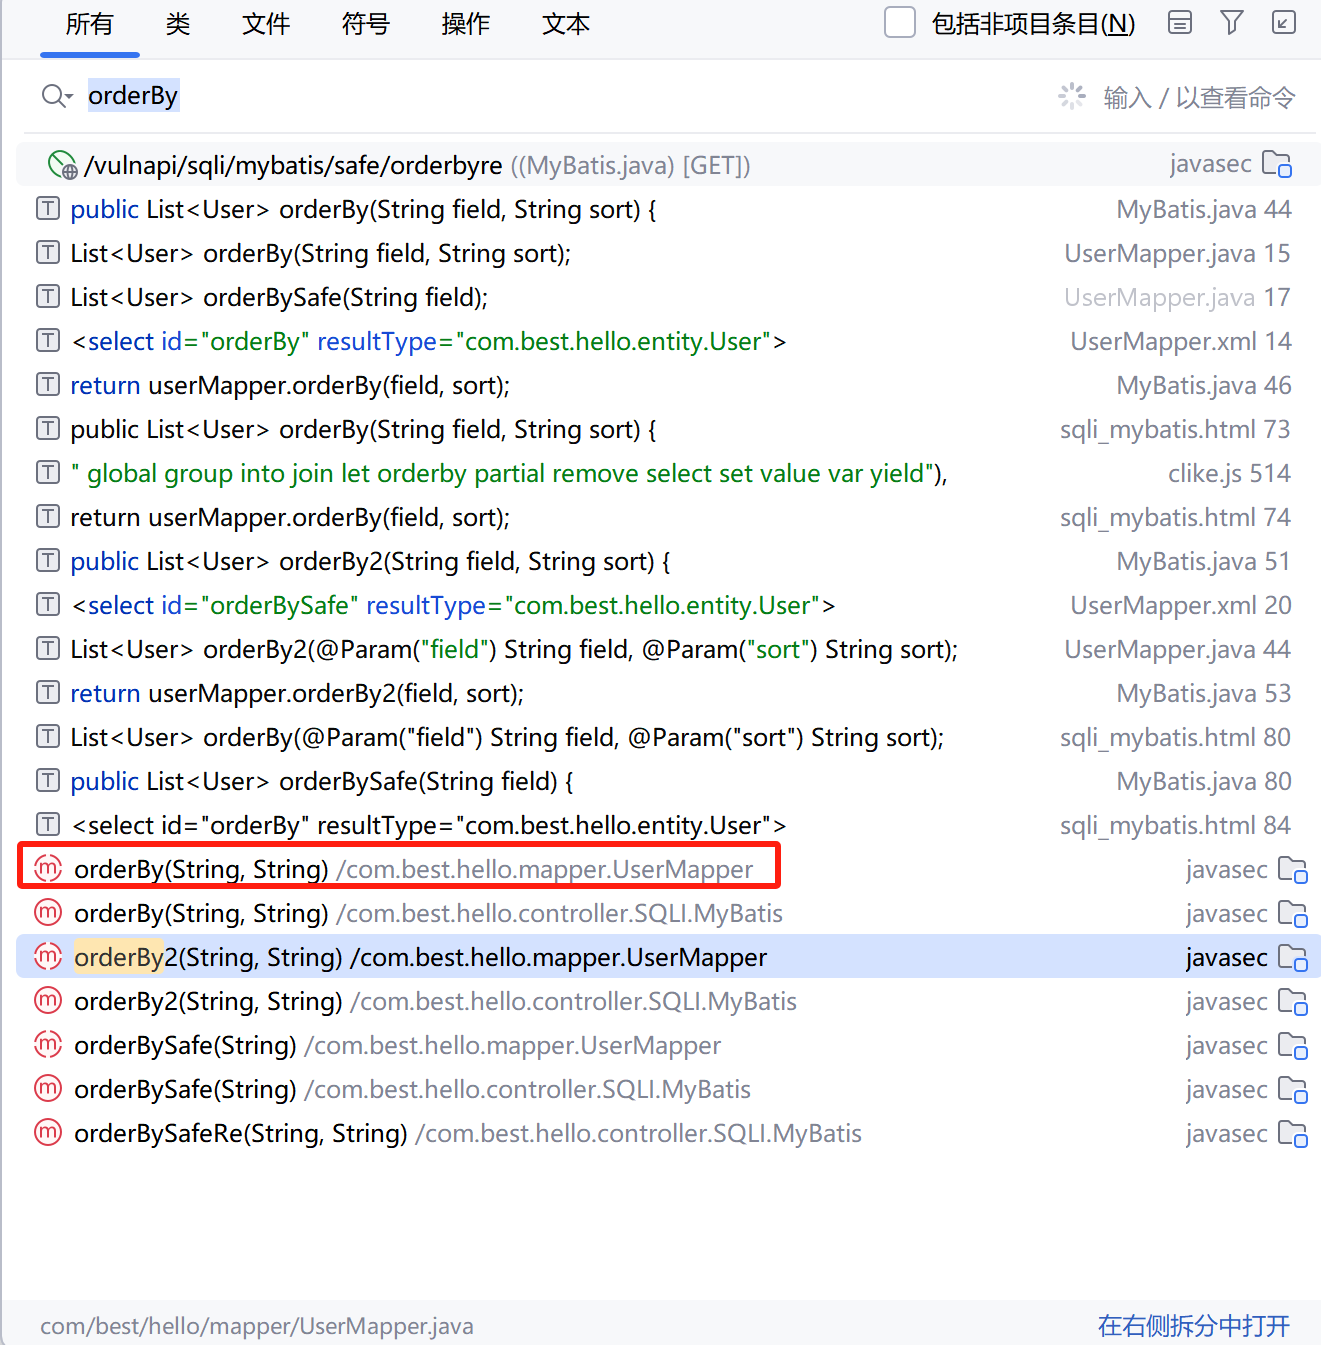 所有 类 文件 符号 操作 文本 包括非项目条目(N)
orderBy 输入 / 以查看命令
/vulnapi/sqli/mybatis/safe/orderbyre ((MyBatis.java) [GET]) javasec
T public List<User> orderBy(String field, String sort) { MyBatis.java 44
T List<User> orderBy(String field, String sort); UserMapper.java 15
T List<User> orderBySafe(String field); UserMapper.java 17
T <select id="orderBy" resultType="com.best.hello.entity.User"> UserMapper.xml 14
T return userMapper.orderBy(field, sort); MyBatis.java 46
T public List<User> orderBy(String field, String sort) { sqli_mybatis.html 73
T " global group into join let orderby partial remove select set value var yield"), clike.js 514
T return userMapper.orderBy(field, sort); sqli_mybatis.html 74
T public List<User> orderBy2(String field, String sort) { MyBatis.java 51
T <select id="orderBySafe" resultType="com.best.hello.entity.User"> UserMapper.xml 20
T List<User> orderBy2(@Param("field") String field, @Param("sort") String sort); UserMapper.java 44
T return userMapper.orderBy2(field, sort); MyBatis.java 53
T List<User> orderBy(@Param("field") String field, @Param("sort") String sort); sqli_mybatis.html 80
T public List<User> orderBySafe(String field) { MyBatis.java 80
T <select id="orderBy" resultType="com.best.hello.entity.User"> sqli_mybatis.html 84
m orderBy(String, String) /com.best.hello.mapper.UserMapper javasec
m orderBy(String, String) /com.best.hello.controller.SQLI.MyBatis javasec
m orderBy2(String, String) /com.best.hello.mapper.UserMapper javasec
m orderBy2(String, String) /com.best.hello.controller.SQLI.MyBatis javasec
m orderBySafe(String) /com.best.hello.mapper.UserMapper javasec
m orderBySafe(String) /com.best.hello.controller.SQLI.MyBatis javasec
m orderBySafeRe(String, String) /com.best.hello.controller.SQLI.MyBatis javasec
com/best/hello/mapper/UserMapper.java 在右侧拆分中打开